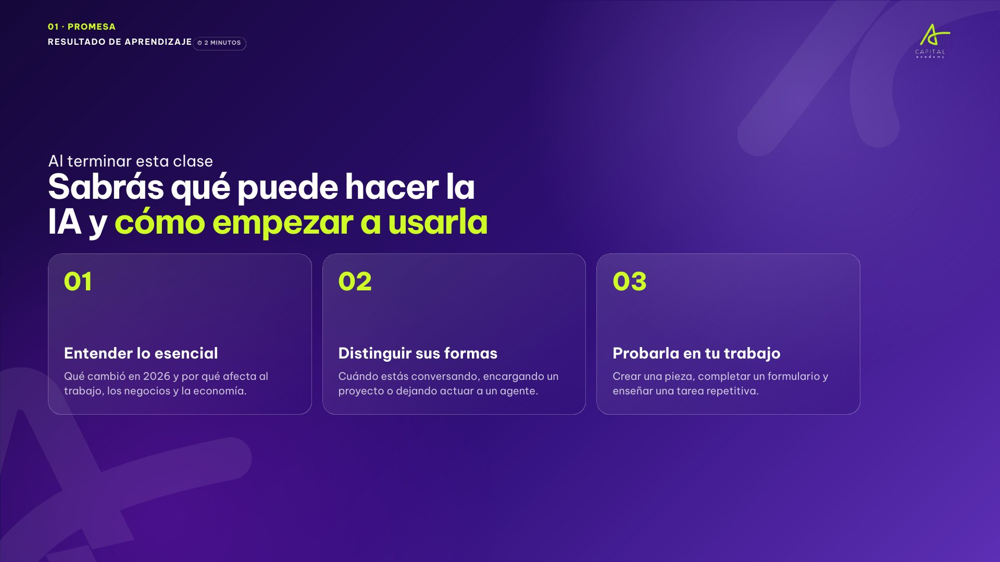 01 · PROMESA
RESULTADO DE APRENDIZAJE
⏱ 2 MINUTOS
CAPITAL
academy
Al terminar esta clase
Sabrás qué puede hacer la
IA y cómo empezar a usarla
01
Entender lo esencial
Qué cambió en 2026 y por qué afecta al
trabajo, los negocios y la economía.
02
Distinguir sus formas
Cuándo estás conversando, encargando un
proyecto o dejando actuar a un agente.
03
Probarla en tu trabajo
Crear una pieza, completar un formulario y
enseñar una tarea repetitiva.